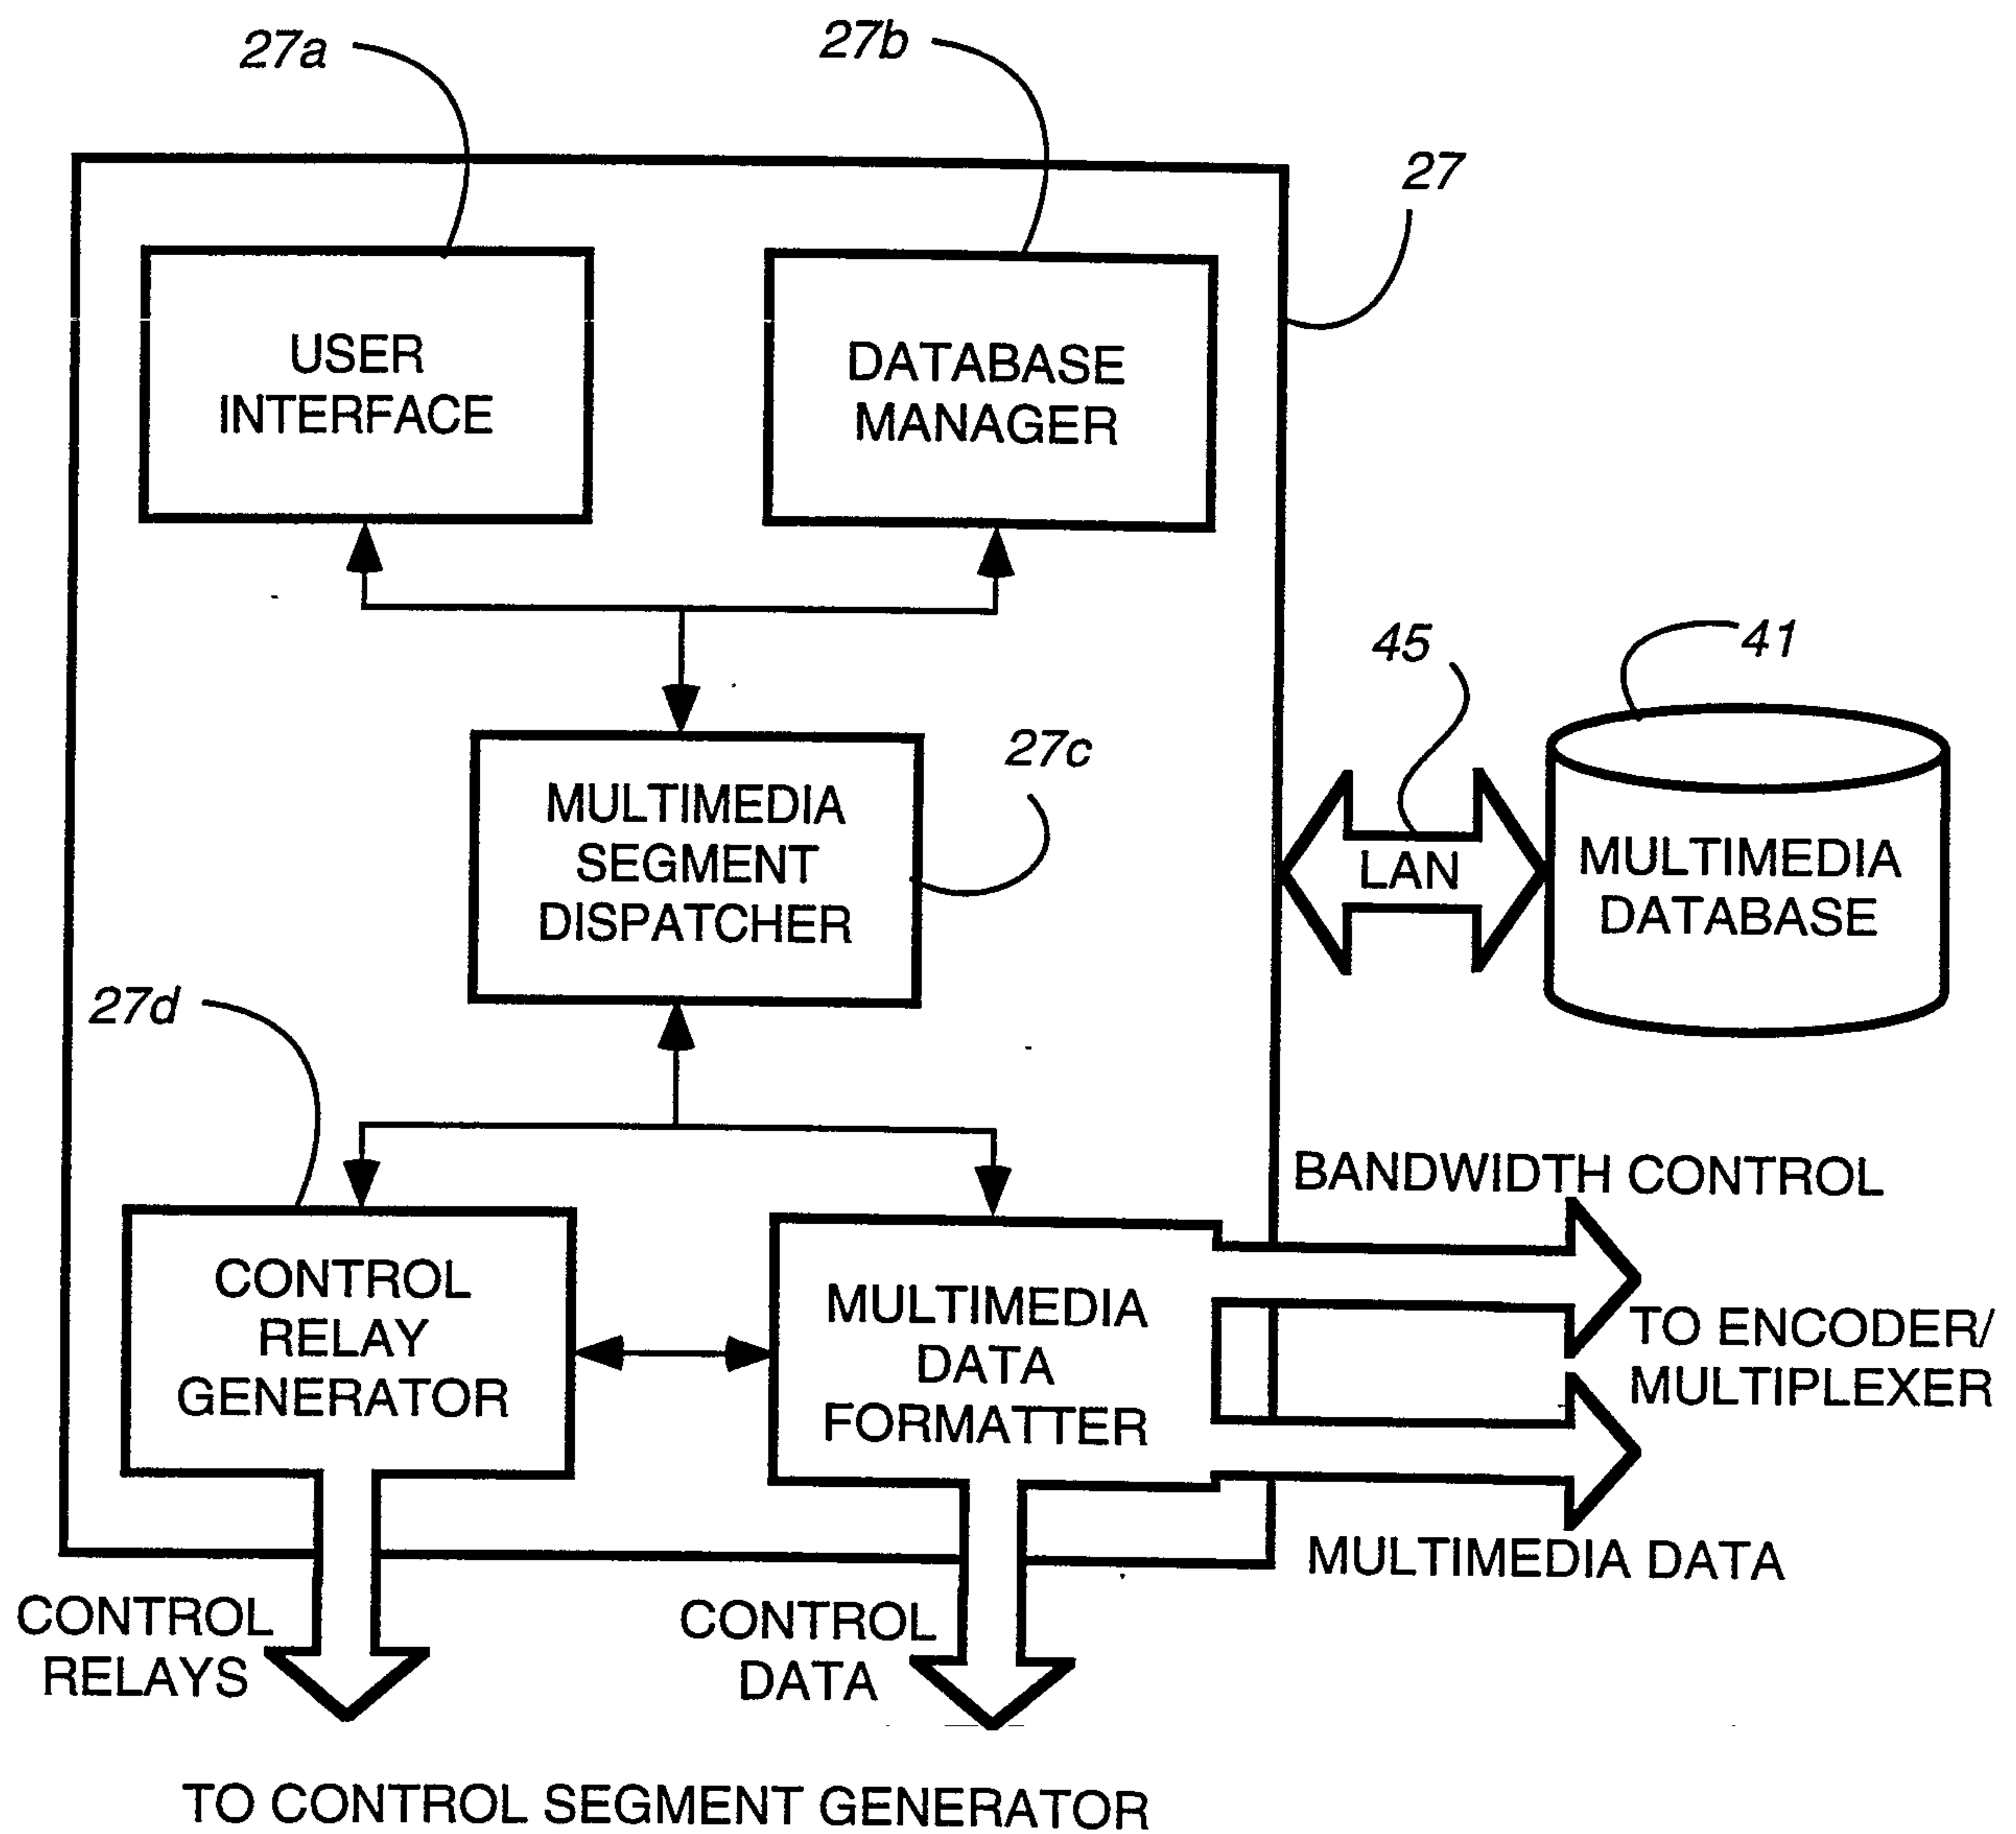 27a
27b
27
USER
INTERFACE
DATABASE
MANAGER
45
41
27c
MULTIMEDIA
SEGMENT
DISPATCHER
LAN
MULTIMEDIA
DATABASE
27d
BANDWIDTH CONTROL
CONTROL
RELAY
GENERATOR
MULTIMEDIA
DATA
FORMATTER
TO ENCODER/
MULTIPLEXER
MULTIMEDIA DATA
CONTROL
RELAYS
CONTROL
DATA
TO CONTROL SEGMENT GENERATOR